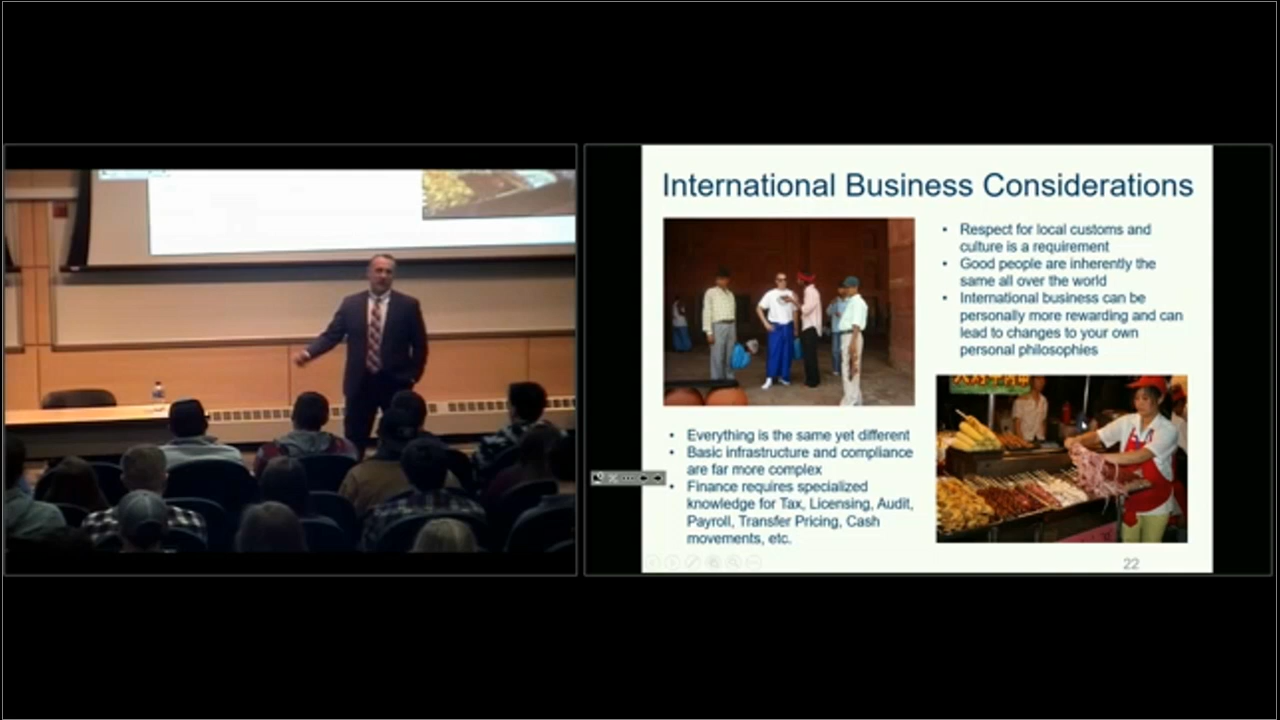 International Business Considerations
• Respect for local customs and
culture is a requirement
• Good people are inherently the
same all over the world
• International business can be
personally more rewarding and can
lead to changes to your own
personal philosophies
• Everything is the same yet different
• Basic infrastructure and compliance
are far more complex
• Finance requires specialized
knowledge for Tax, Licensing, Audit,
Payroll, Transfer Pricing, Cash
movements, etc.
22